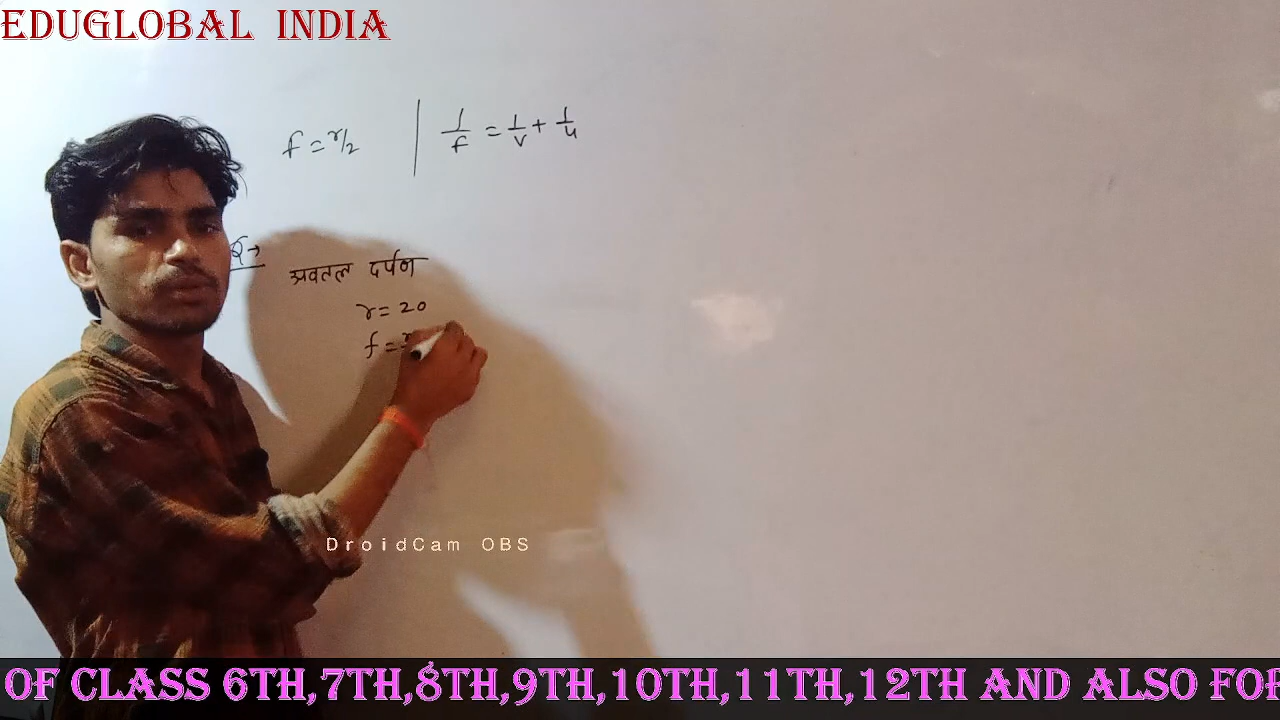 EDUGLOBAL INDIA
f = r/2 | 1/f = 1/v + 1/u
Q →
अवतल दर्पण
r = 20
f = r
DroidCam OBS
OF CLASS 6TH,7TH,8TH,9TH,10TH,11TH,12TH AND ALSO FOR